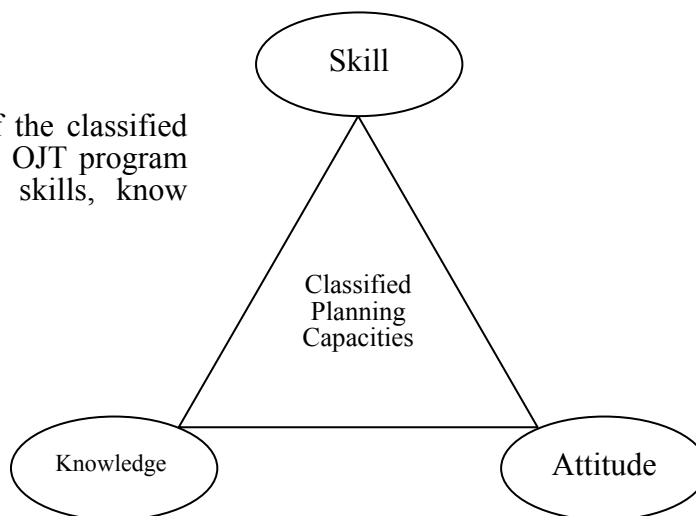 Skill
f the classified
OJT program
skills, know
Classified
Planning
Capacities
Knowledge
Attitude